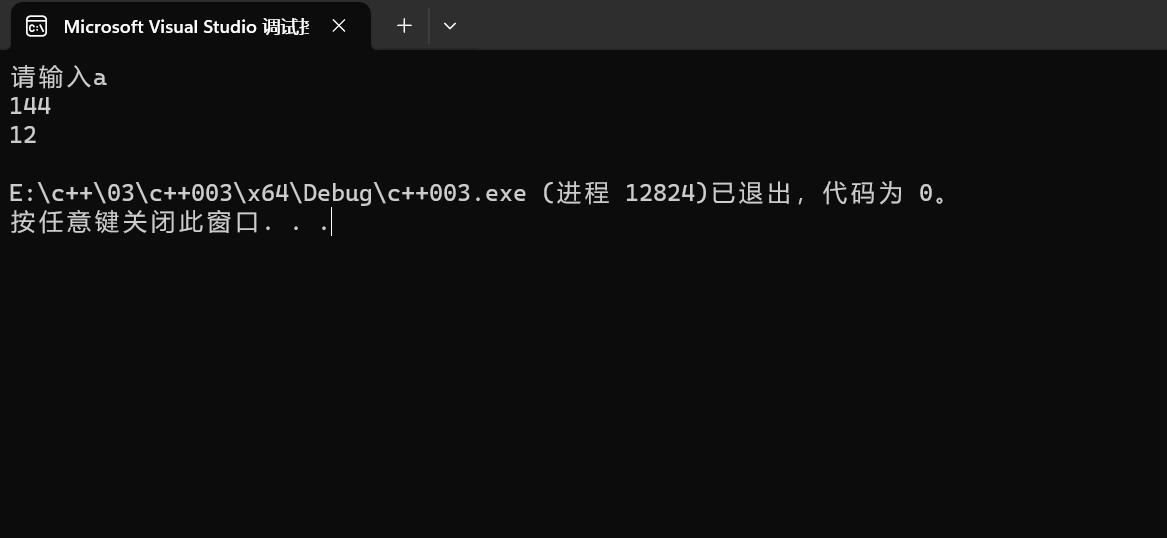 Microsoft Visual Studio 调试
请输入a
144
12
E:\c++\03\c++003\x64\Debug\c++003.exe (进程 12824)已退出，代码为 0。
按任意键关闭此窗口. . .